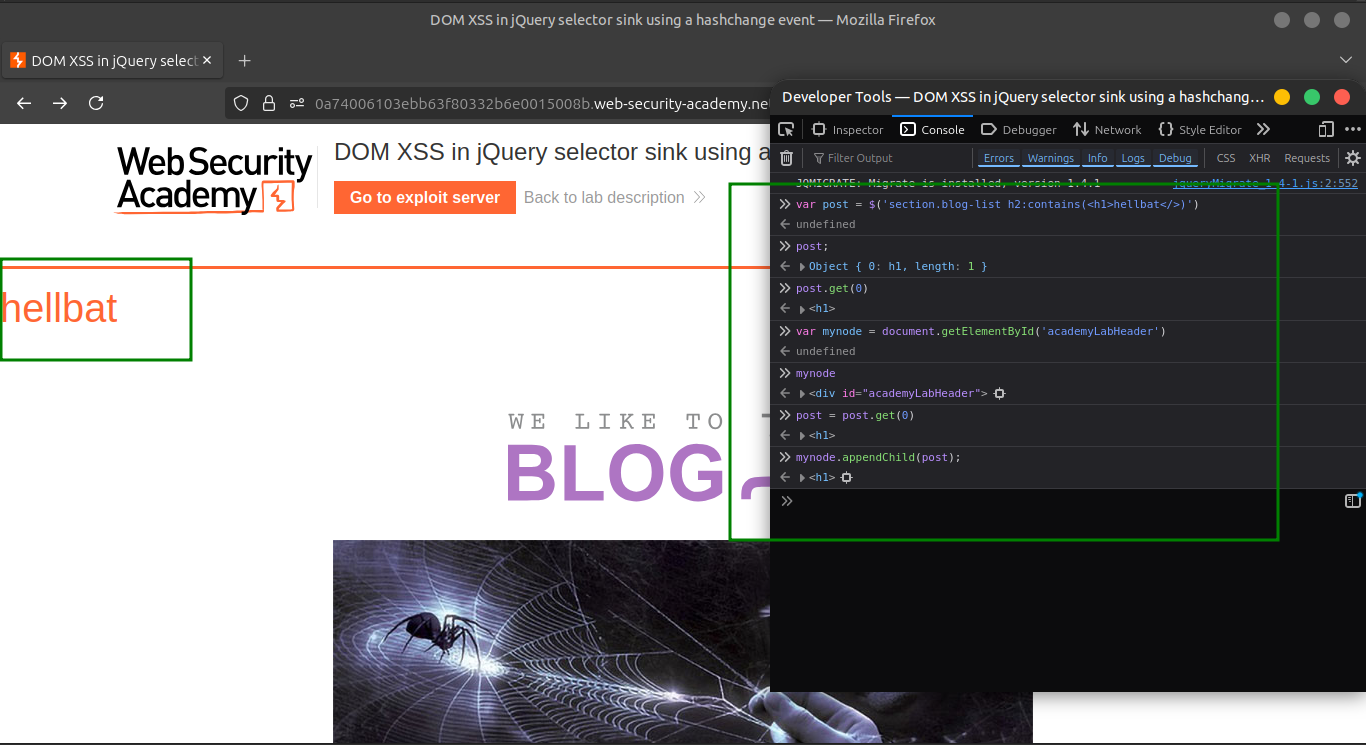 DOM XSS in jQuery selector sink using a hashchange event — Mozilla Firefox
DOM XSS in jQuery select
0a74006103ebb63f80332b6e0015008b.web-security-academy.net
Developer Tools — DOM XSS in jQuery selector sink using a hashchang...
Inspector Console Debugger Network Style Editor
Filter Output Errors Warnings Info Logs Debug CSS XHR Requests
WebSecurity
Academy
DOM XSS in jQuery selector sink using a
Go to exploit server Back to lab description
JQMIGRATE: Migrate is installed, version 1.4.1 jqueryMigrate_1-4-1.js:2:552
var post = $('section.blog-list h2:contains(<h1>hellbat</>)')
undefined
post;
Object { 0: h1, length: 1 }
post.get(0)
<h1>
var mynode = document.getElementById('academyLabHeader')
undefined
mynode
<div id="academyLabHeader">
post = post.get(0)
<h1>
mynode.appendChild(post);
<h1>
hellbat
WE LIKE TO
BLOG